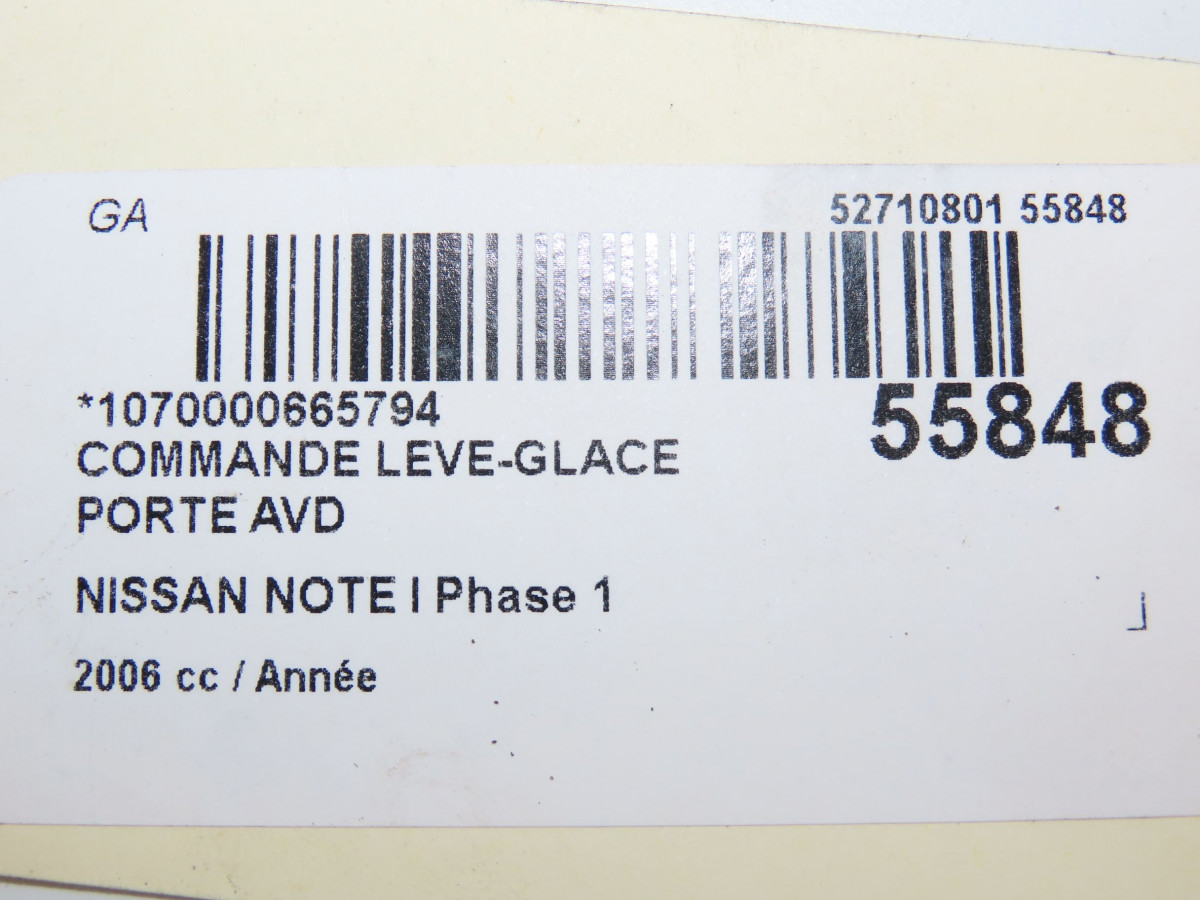 GA
52710801 55848
*1070000665794
55848
COMMANDE LEVE-GLACE
PORTE AVD
NISSAN NOTE I Phase 1
2006 cc / Année